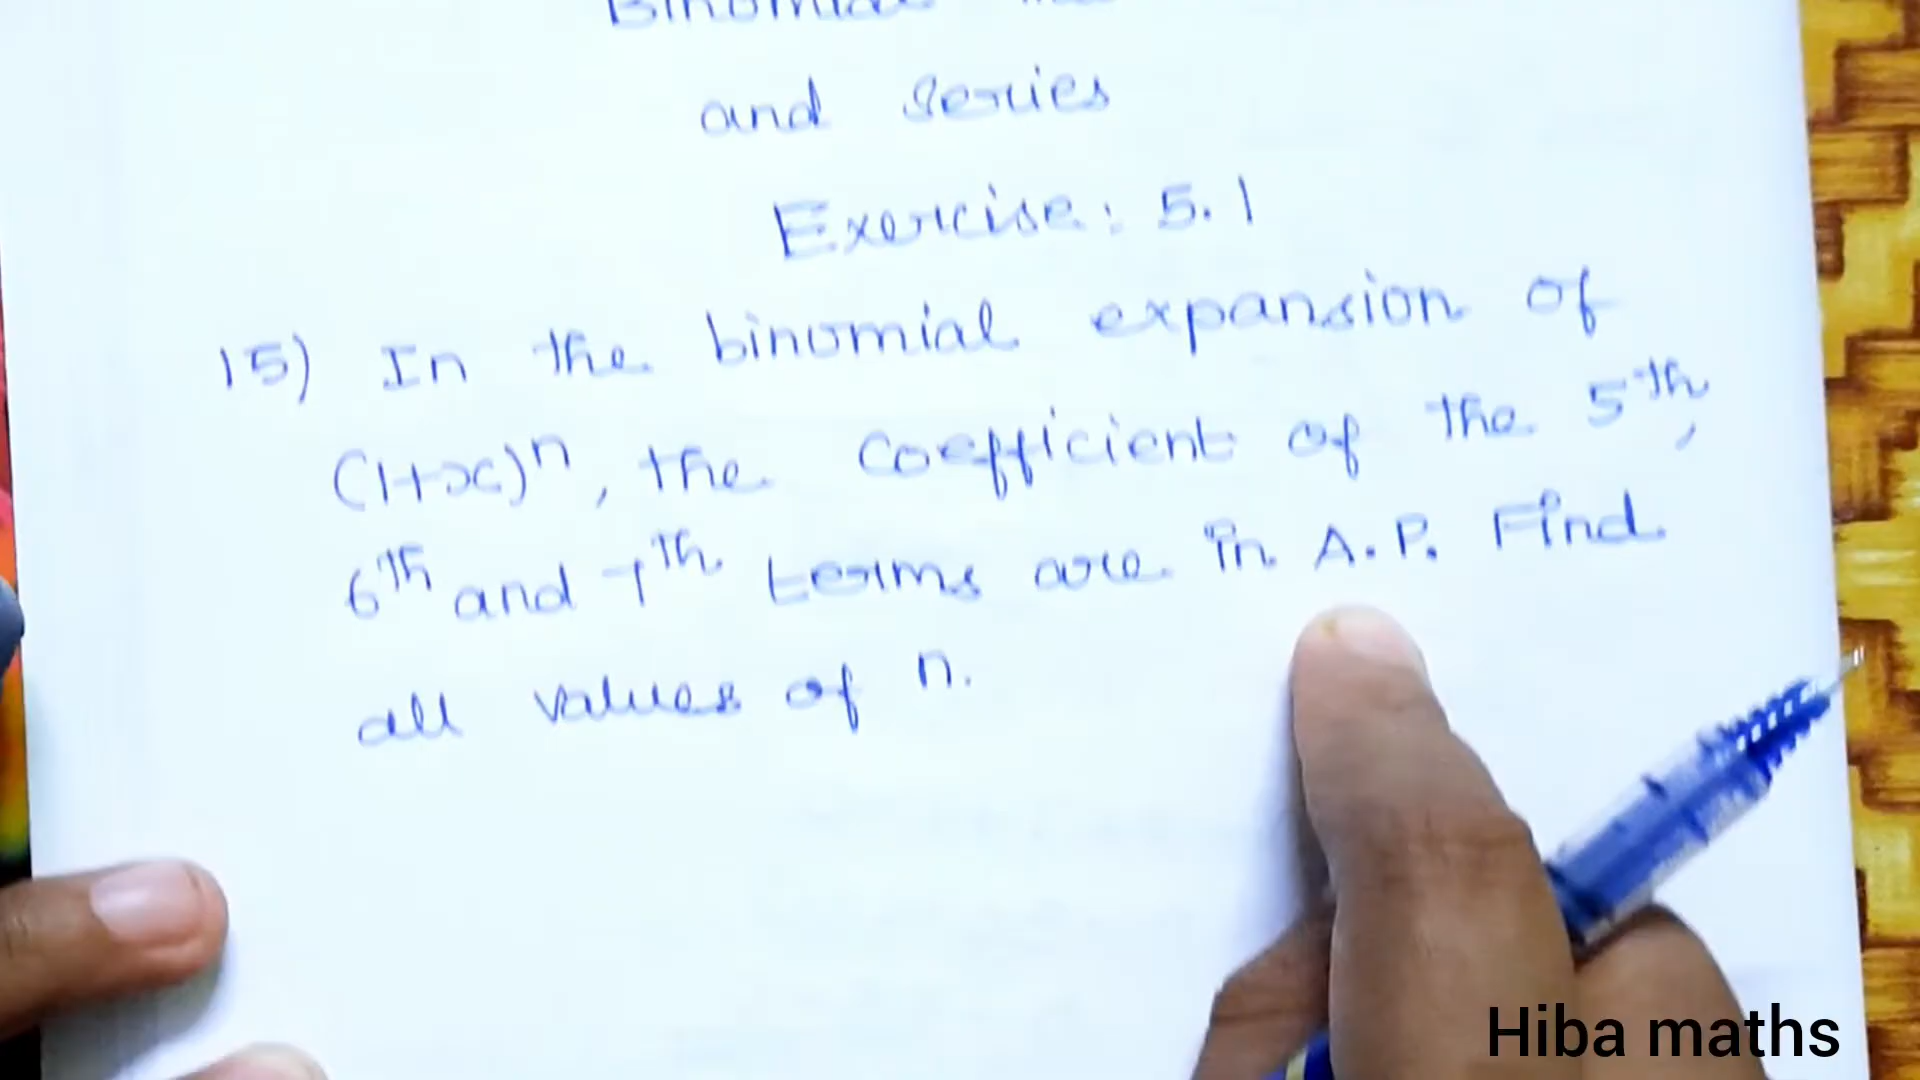 Binomial
and Series
Exercise: 5.1
15) In the binomial expansion of
(1+x)ⁿ, the coefficient of the 5th,
6th and 7th terms are in A.P. Find
all values of n.
Hiba maths